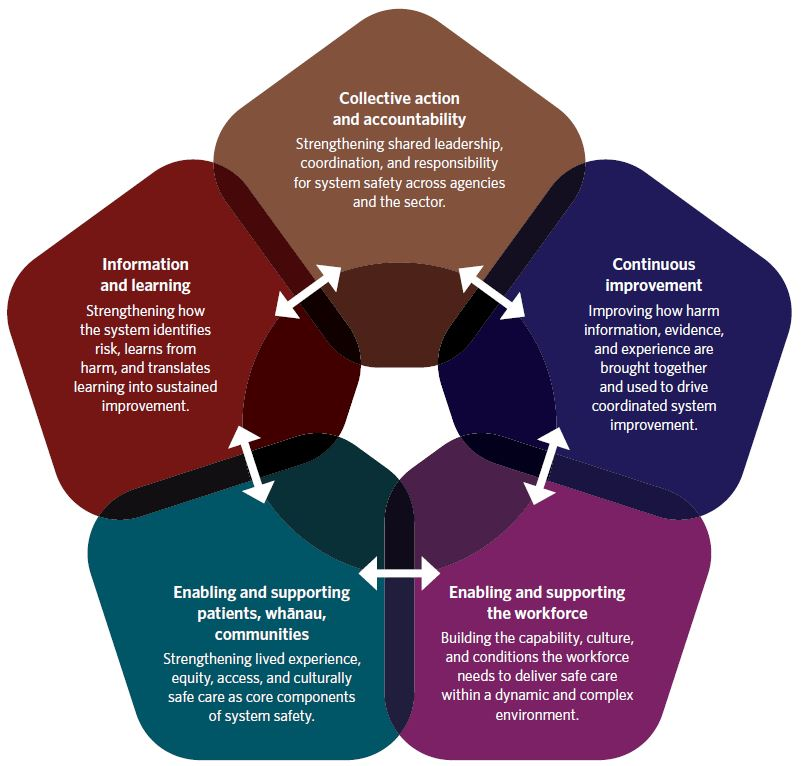 Collective action
and accountability
Strengthening shared leadership,
coordination, and responsibility
for system safety across agencies
and the sector.
Information
and learning
Strengthening how
the system identifies
risk, learns from
harm, and translates
learning into sustained
improvement.
Continuous
improvement
Improving how harm
information, evidence,
and experience are
brought together
and used to drive
coordinated system
improvement.
Enabling and supporting
patients, whānau,
communities
Strengthening lived experience,
equity, access, and culturally
safe care as core components
of system safety.
Enabling and supporting
the workforce
Building the capability, culture,
and conditions the workforce
needs to deliver safe care
within a dynamic and complex
environment.